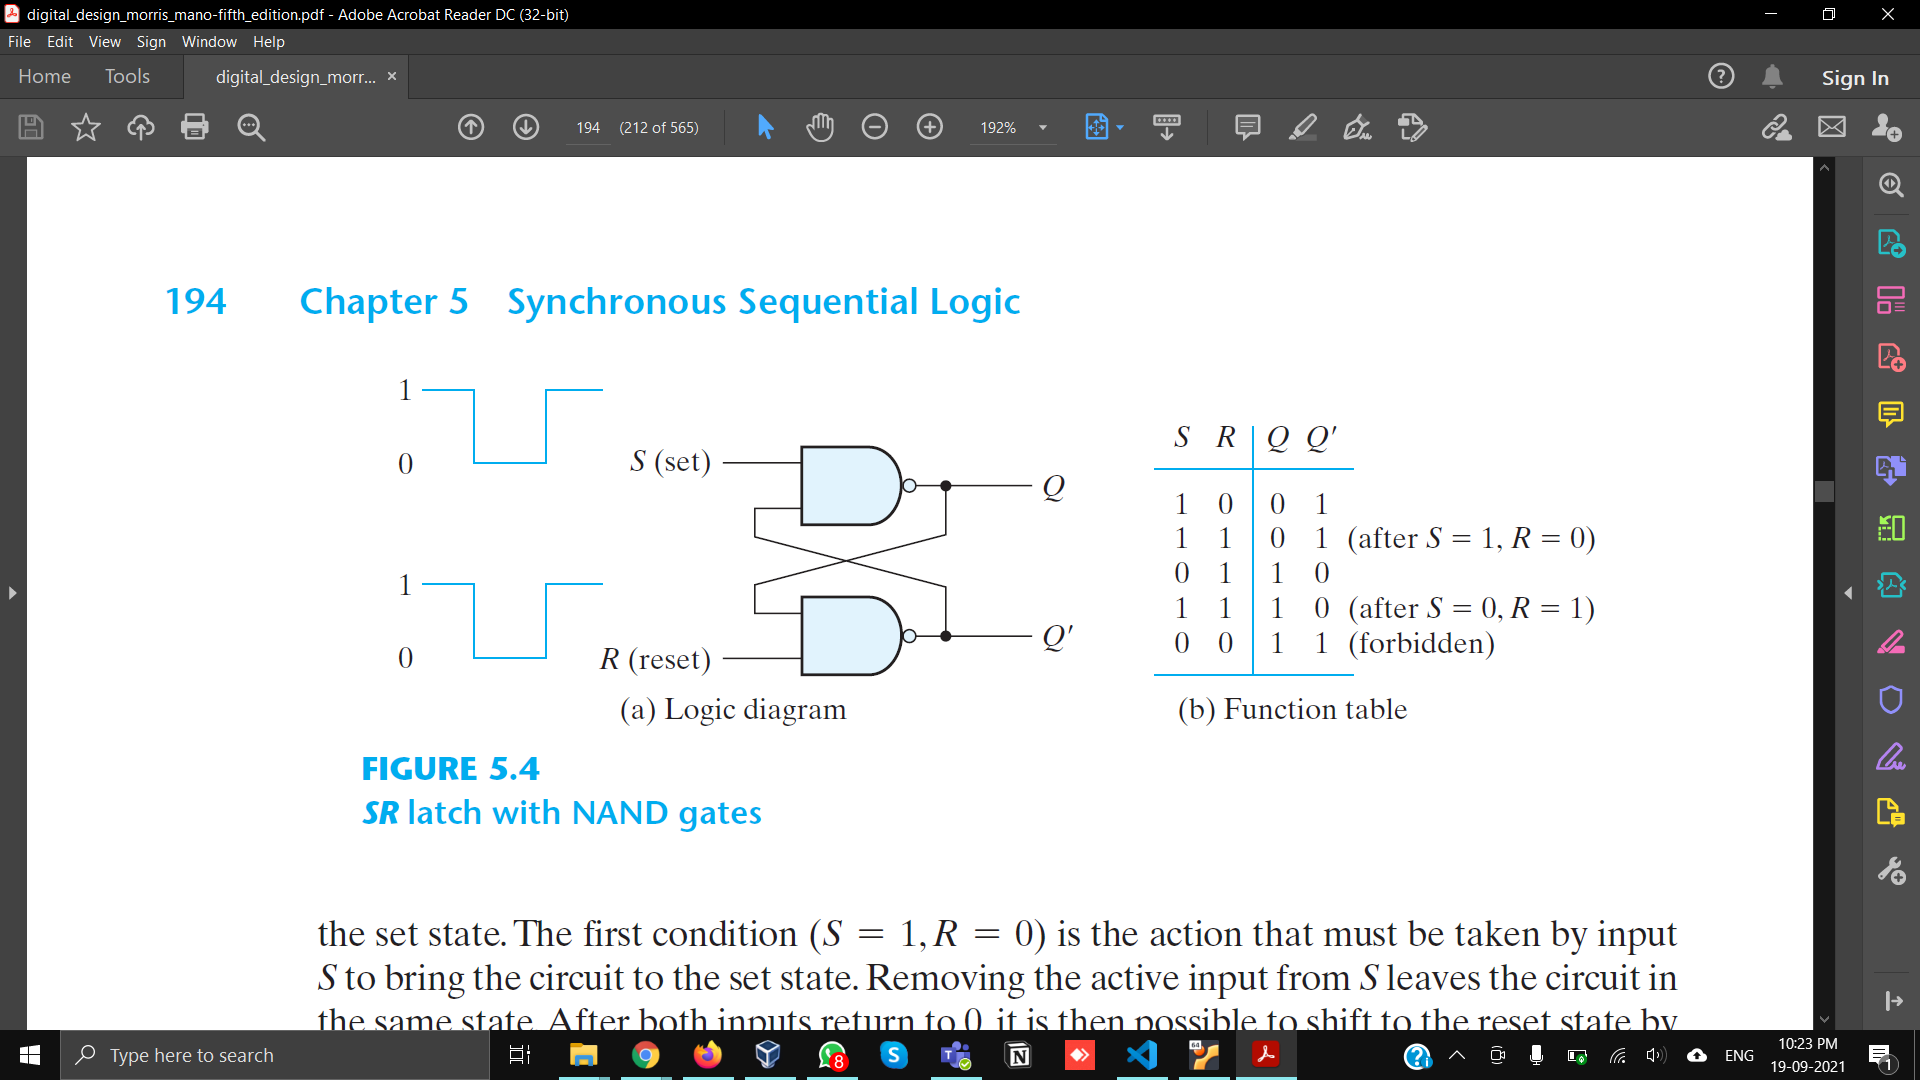 digital_design_morris_mano-fifth_edition.pdf - Adobe Acrobat Reader DC (32-bit)
File Edit View Sign Window Help
Home Tools digital_design_morr... × Sign In
194 (212 of 565) 192%
194 Chapter 5 Synchronous Sequential Logic
1
0
S (set)
Q
1
0
R (reset)
Q′
(a) Logic diagram
S R Q Q′
1 0 0 1
1 1 0 1 (after S = 1, R = 0)
0 1 1 0
1 1 1 0 (after S = 0, R = 1)
0 0 1 1 (forbidden)
(b) Function table
FIGURE 5.4
SR latch with NAND gates
the set state. The first condition (S = 1, R = 0) is the action that must be taken by input
S to bring the circuit to the set state. Removing the active input from S leaves the circuit in
the same state. After both inputs return to 0, it is then possible to shift to the reset state by
Type here to search
8
64
ENG
10:23 PM
19-09-2021
1